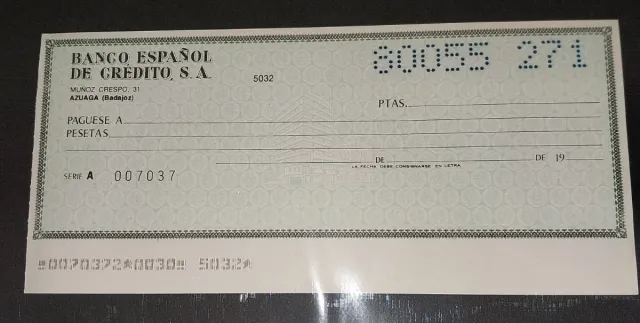 BANCO ESPAÑOL
DE CRÉDITO, S. A.
80055 271
5032
MUÑOZ CRESPO, 31
AZUAGA (Badajoz)
PTAS.
PAGUESE A
PESETAS
DE DE 19
LA FECHA DEBE CONSIGNARSE EN LETRA
SERIE A 007037
0070372 0030 5032